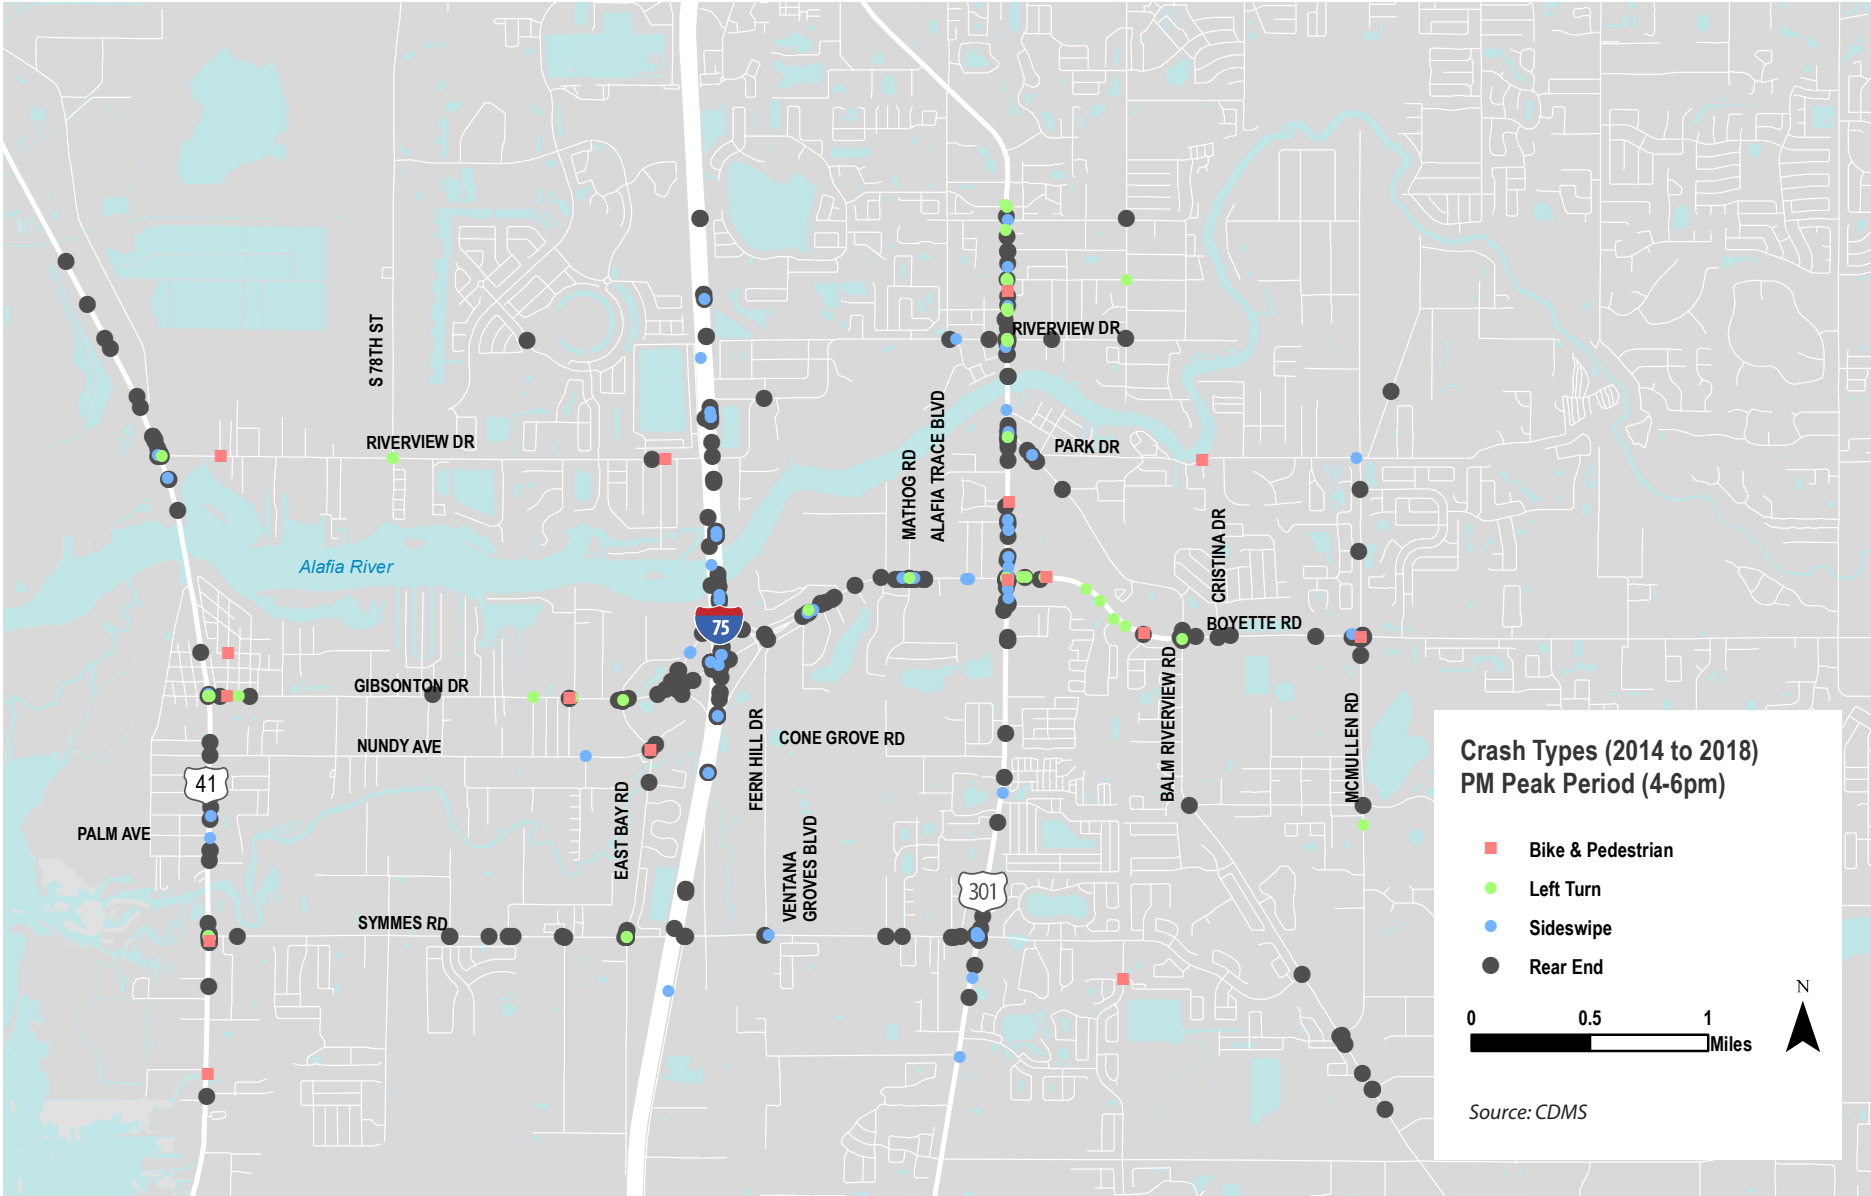 S 78TH ST
RIVERVIEW DR
RIVERVIEW DR
MATHOG RD
ALAFIA TRACE BLVD
PARK DR
Alafia River
CRISTINA DR
75
BOYETTE RD
GIBSONTON DR
NUNDY AVE
FERN HILL DR
CONE GROVE RD
BALM RIVERVIEW RD
MCMULLEN RD
41
PALM AVE
EAST BAY RD
VENTANA
GROVES BLVD
301
SYMMES RD
Crash Types (2014 to 2018)
PM Peak Period (4-6pm)
Bike & Pedestrian
Left Turn
Sideswipe
Rear End
N
0 0.5 1
Miles
Source: CDMS